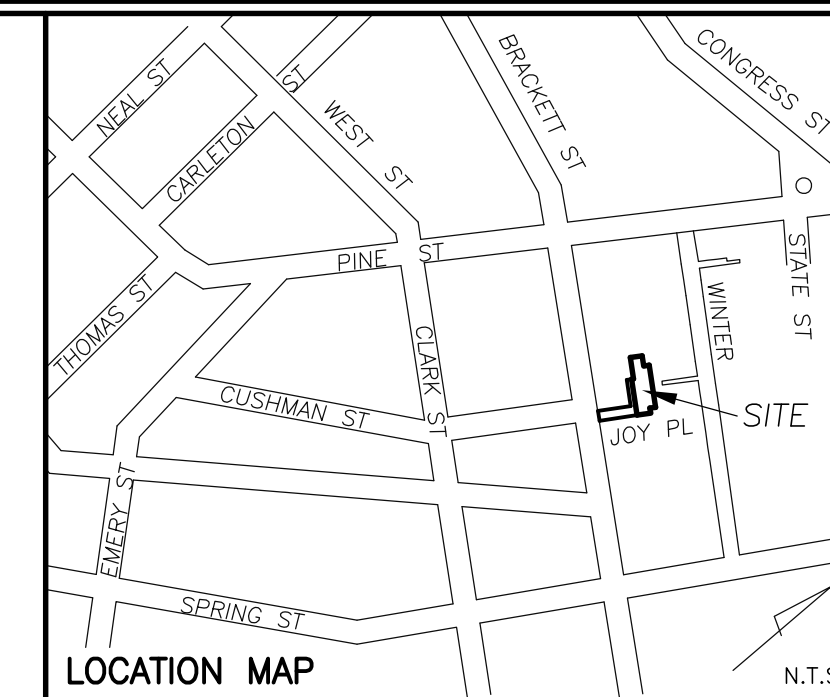 NEAL ST
CARLETON ST
WEST ST
BRACKETT ST
CONGRESS ST
PINE ST
STATE ST
WINTER
THOMAS ST
CLARK ST
CUSHMAN ST
SITE
JOY PL
EMERY ST
SPRING ST
LOCATION MAP
N.T.S